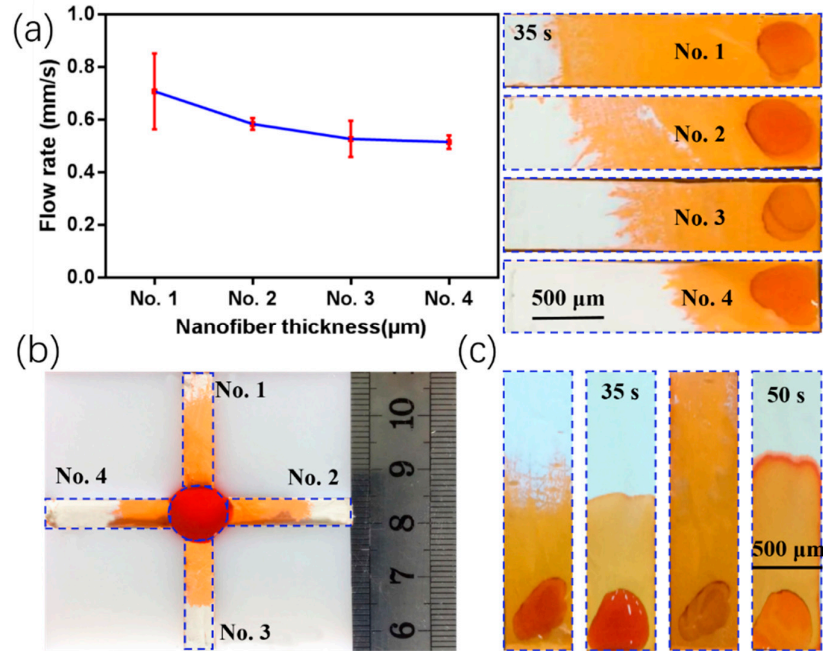 (a)
1.0
0.8
0.6
0.4
0.2
0.0
Flow rate (mm/s)
No. 1 No. 2 No. 3 No. 4
Nanofiber thickness(μm)
35 s
No. 1
No. 2
No. 3
No. 4
500 μm
(b)
No. 1
No. 4
No. 2
No. 3
10
9
8
7
6
(c)
35 s
50 s
500 μm